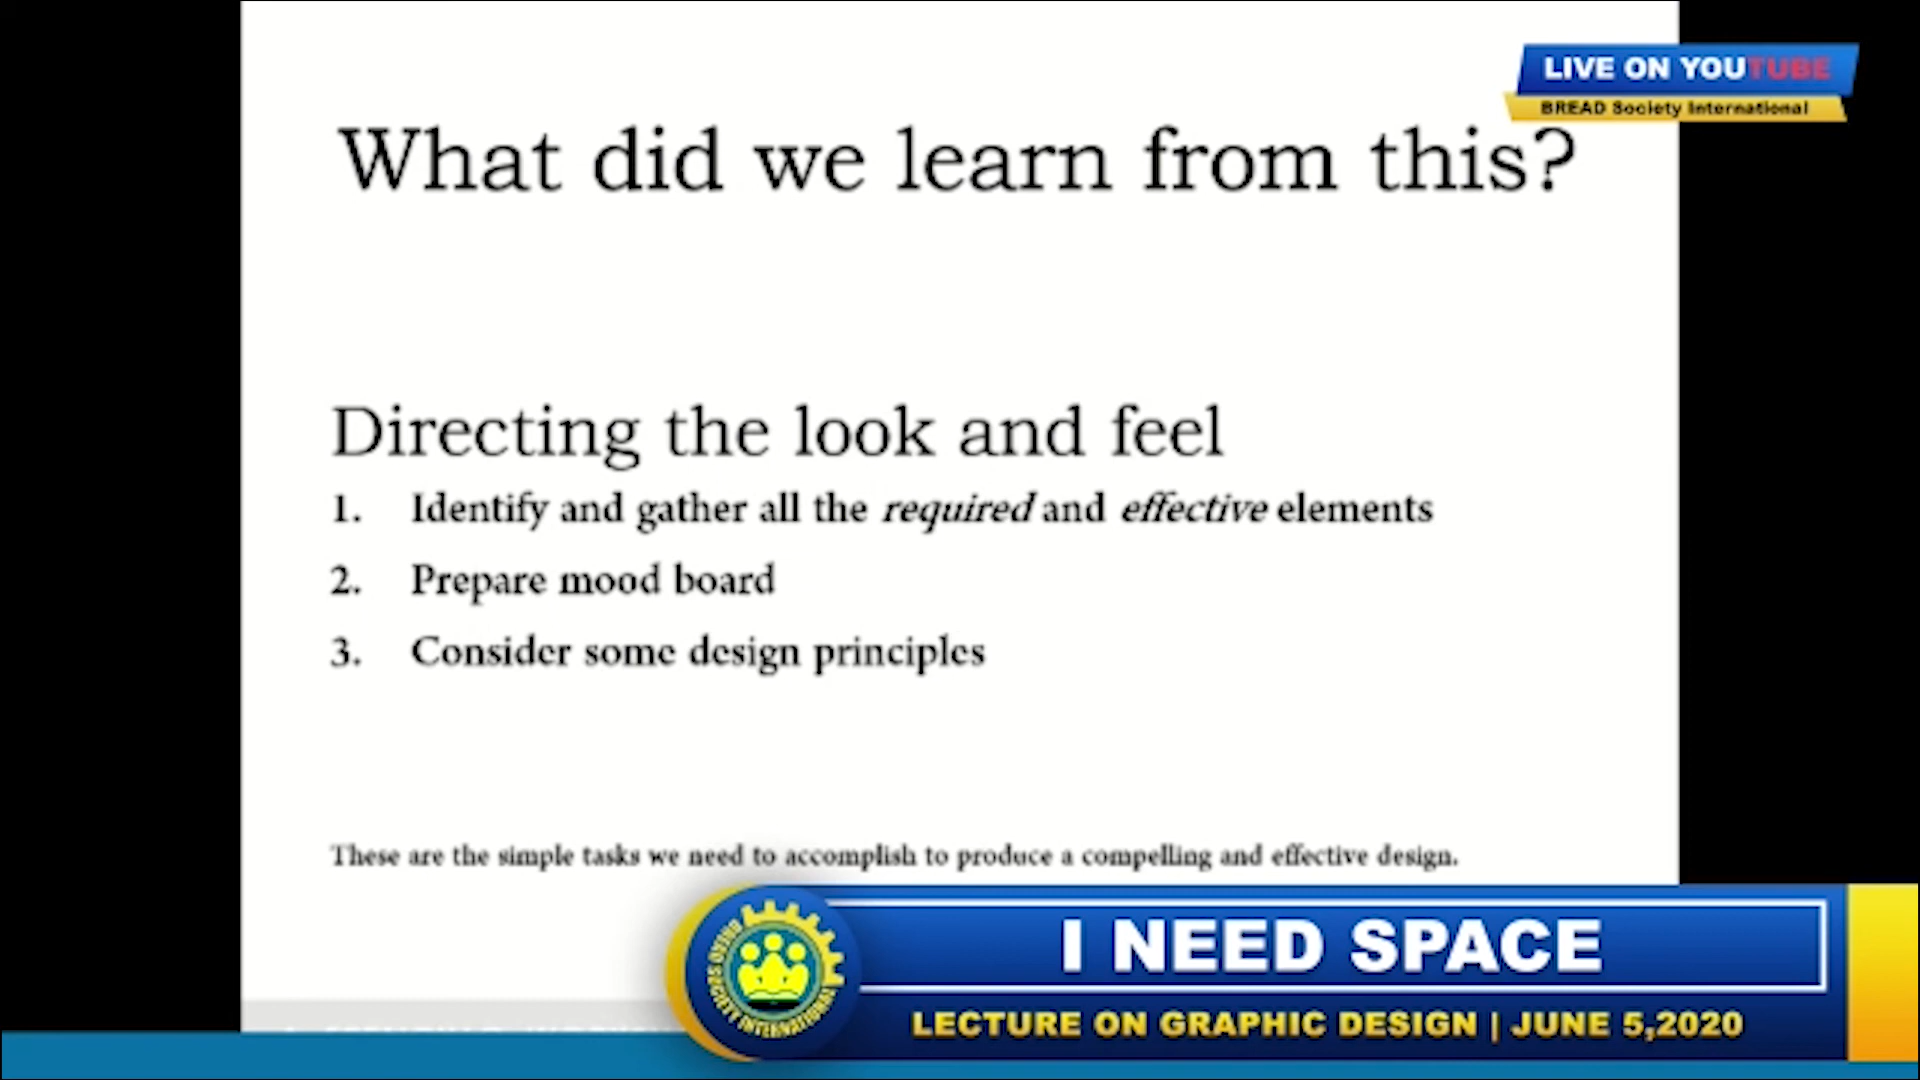 LIVE ON YOUTUBE
BREAD Society International
What did we learn from this?
Directing the look and feel
1. Identify and gather all the required and effective elements
2. Prepare mood board
3. Consider some design principles
These are the simple tasks we need to accomplish to produce a compelling and effective design.
BREAD SOCIETY INTERNATIONAL
I NEED SPACE
LECTURE ON GRAPHIC DESIGN | JUNE 5,2020